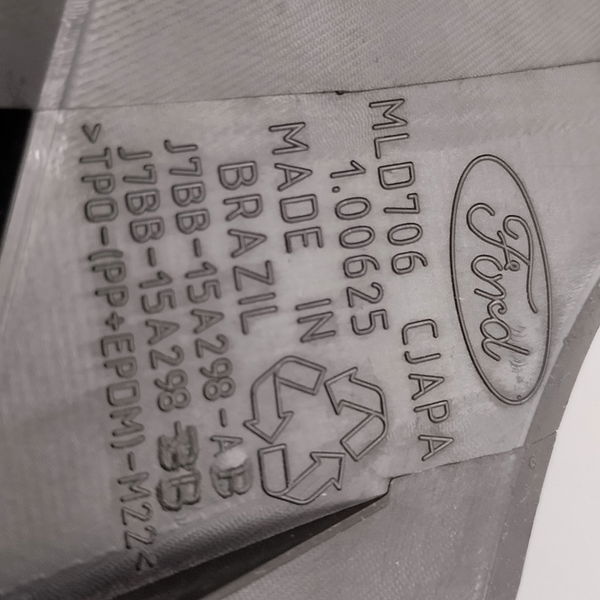 Ford
MLD706 CJAPA
1.00625
MADE IN
BRAZIL
J7BB-15A298-AB
J7BB-15A298-BB
>TPO-(PP+EPDM)-M22<